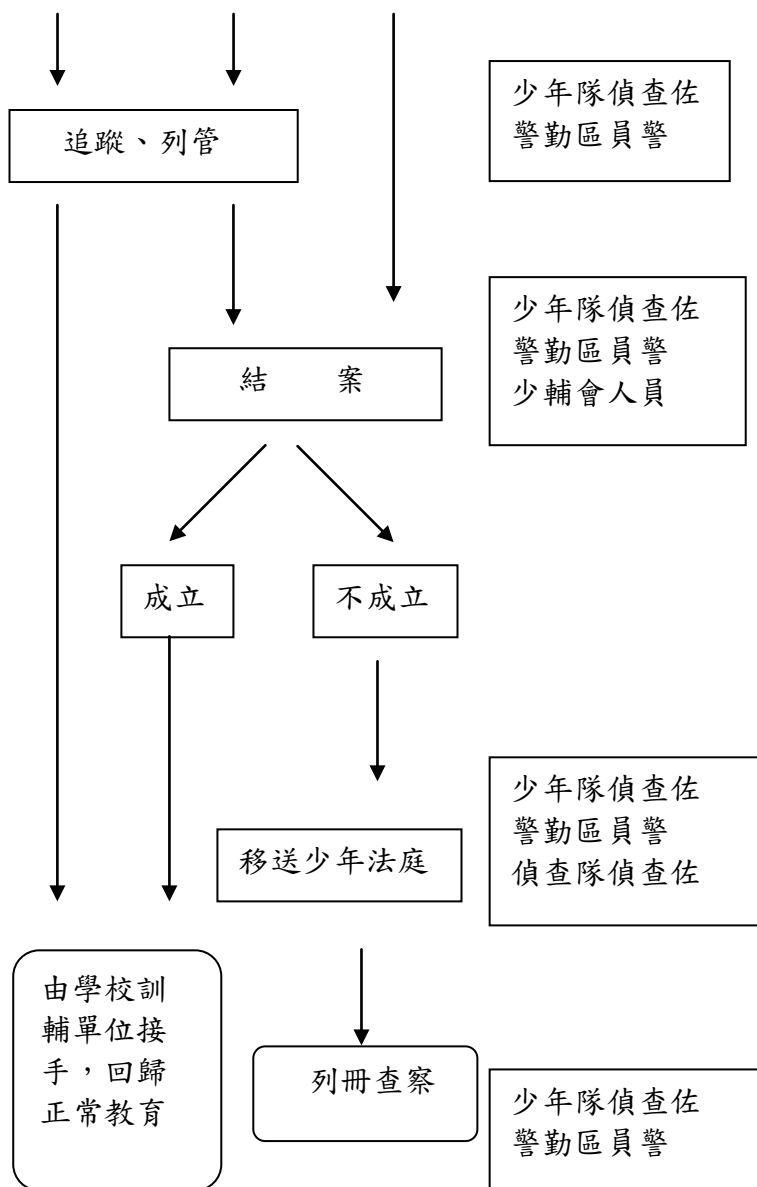 少年隊偵查佐
警勤區員警
追蹤、列管
少年隊偵查佐
警勤區員警
少輔會人員
結 案
成立
不成立
少年隊偵查佐
警勤區員警
偵查隊偵查佐
移送少年法庭
由學校訓
輔單位接
手，回歸
正常教育
列冊查察
少年隊偵查佐
警勤區員警